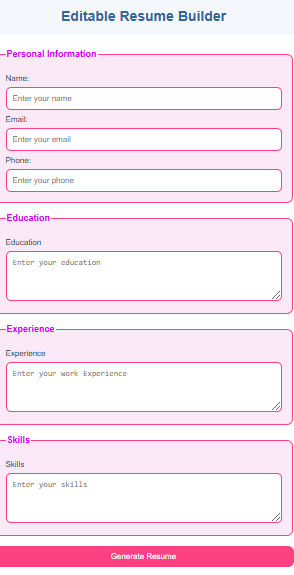 Editable Resume Builder
Personal Information
Name:
Enter your name
Email:
Enter your email
Phone:
Enter your phone
Education
Education
Enter your education
Experience
Experience
Enter your work Experience
Skills
Skills
Enter your skills
Generate Resume